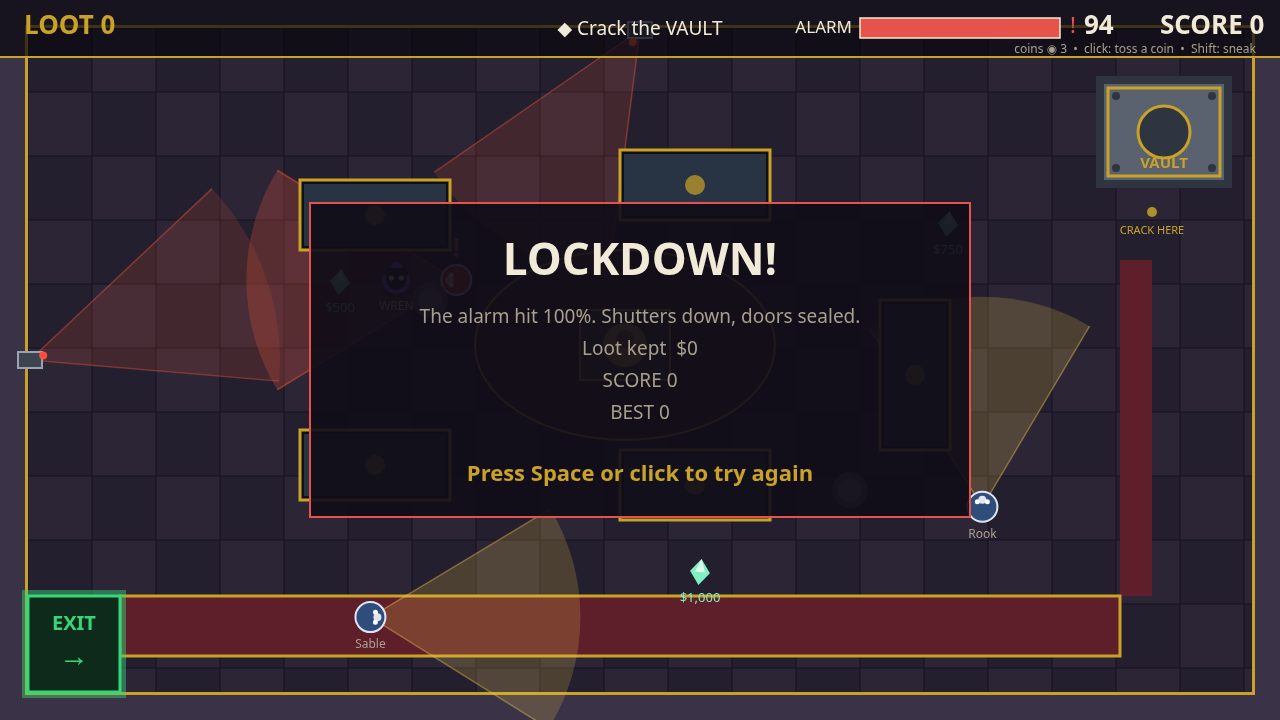 LOOT 0
◆ Crack the VAULT
ALARM ! 94
SCORE 0
coins ◉ 3 • click: toss a coin • Shift: sneak
VAULT
CRACK HERE
$750
$500
WREN
LOCKDOWN!
The alarm hit 100%. Shutters down, doors sealed.
Loot kept $0
SCORE 0
BEST 0
Press Space or click to try again
Rook
$1,000
EXIT
→
Sable